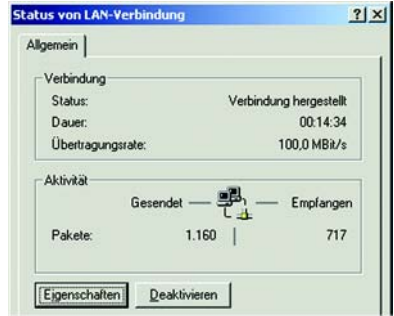 Status von LAN-Verbindung
Allgemein
Verbindung
Status: Verbindung hergestellt
Dauer: 00:14:34
Übertragungsrate: 100,0 MBit/s
Aktivität
Gesendet Empfangen
Pakete: 1.160 717
Eigenschaften Deaktivieren